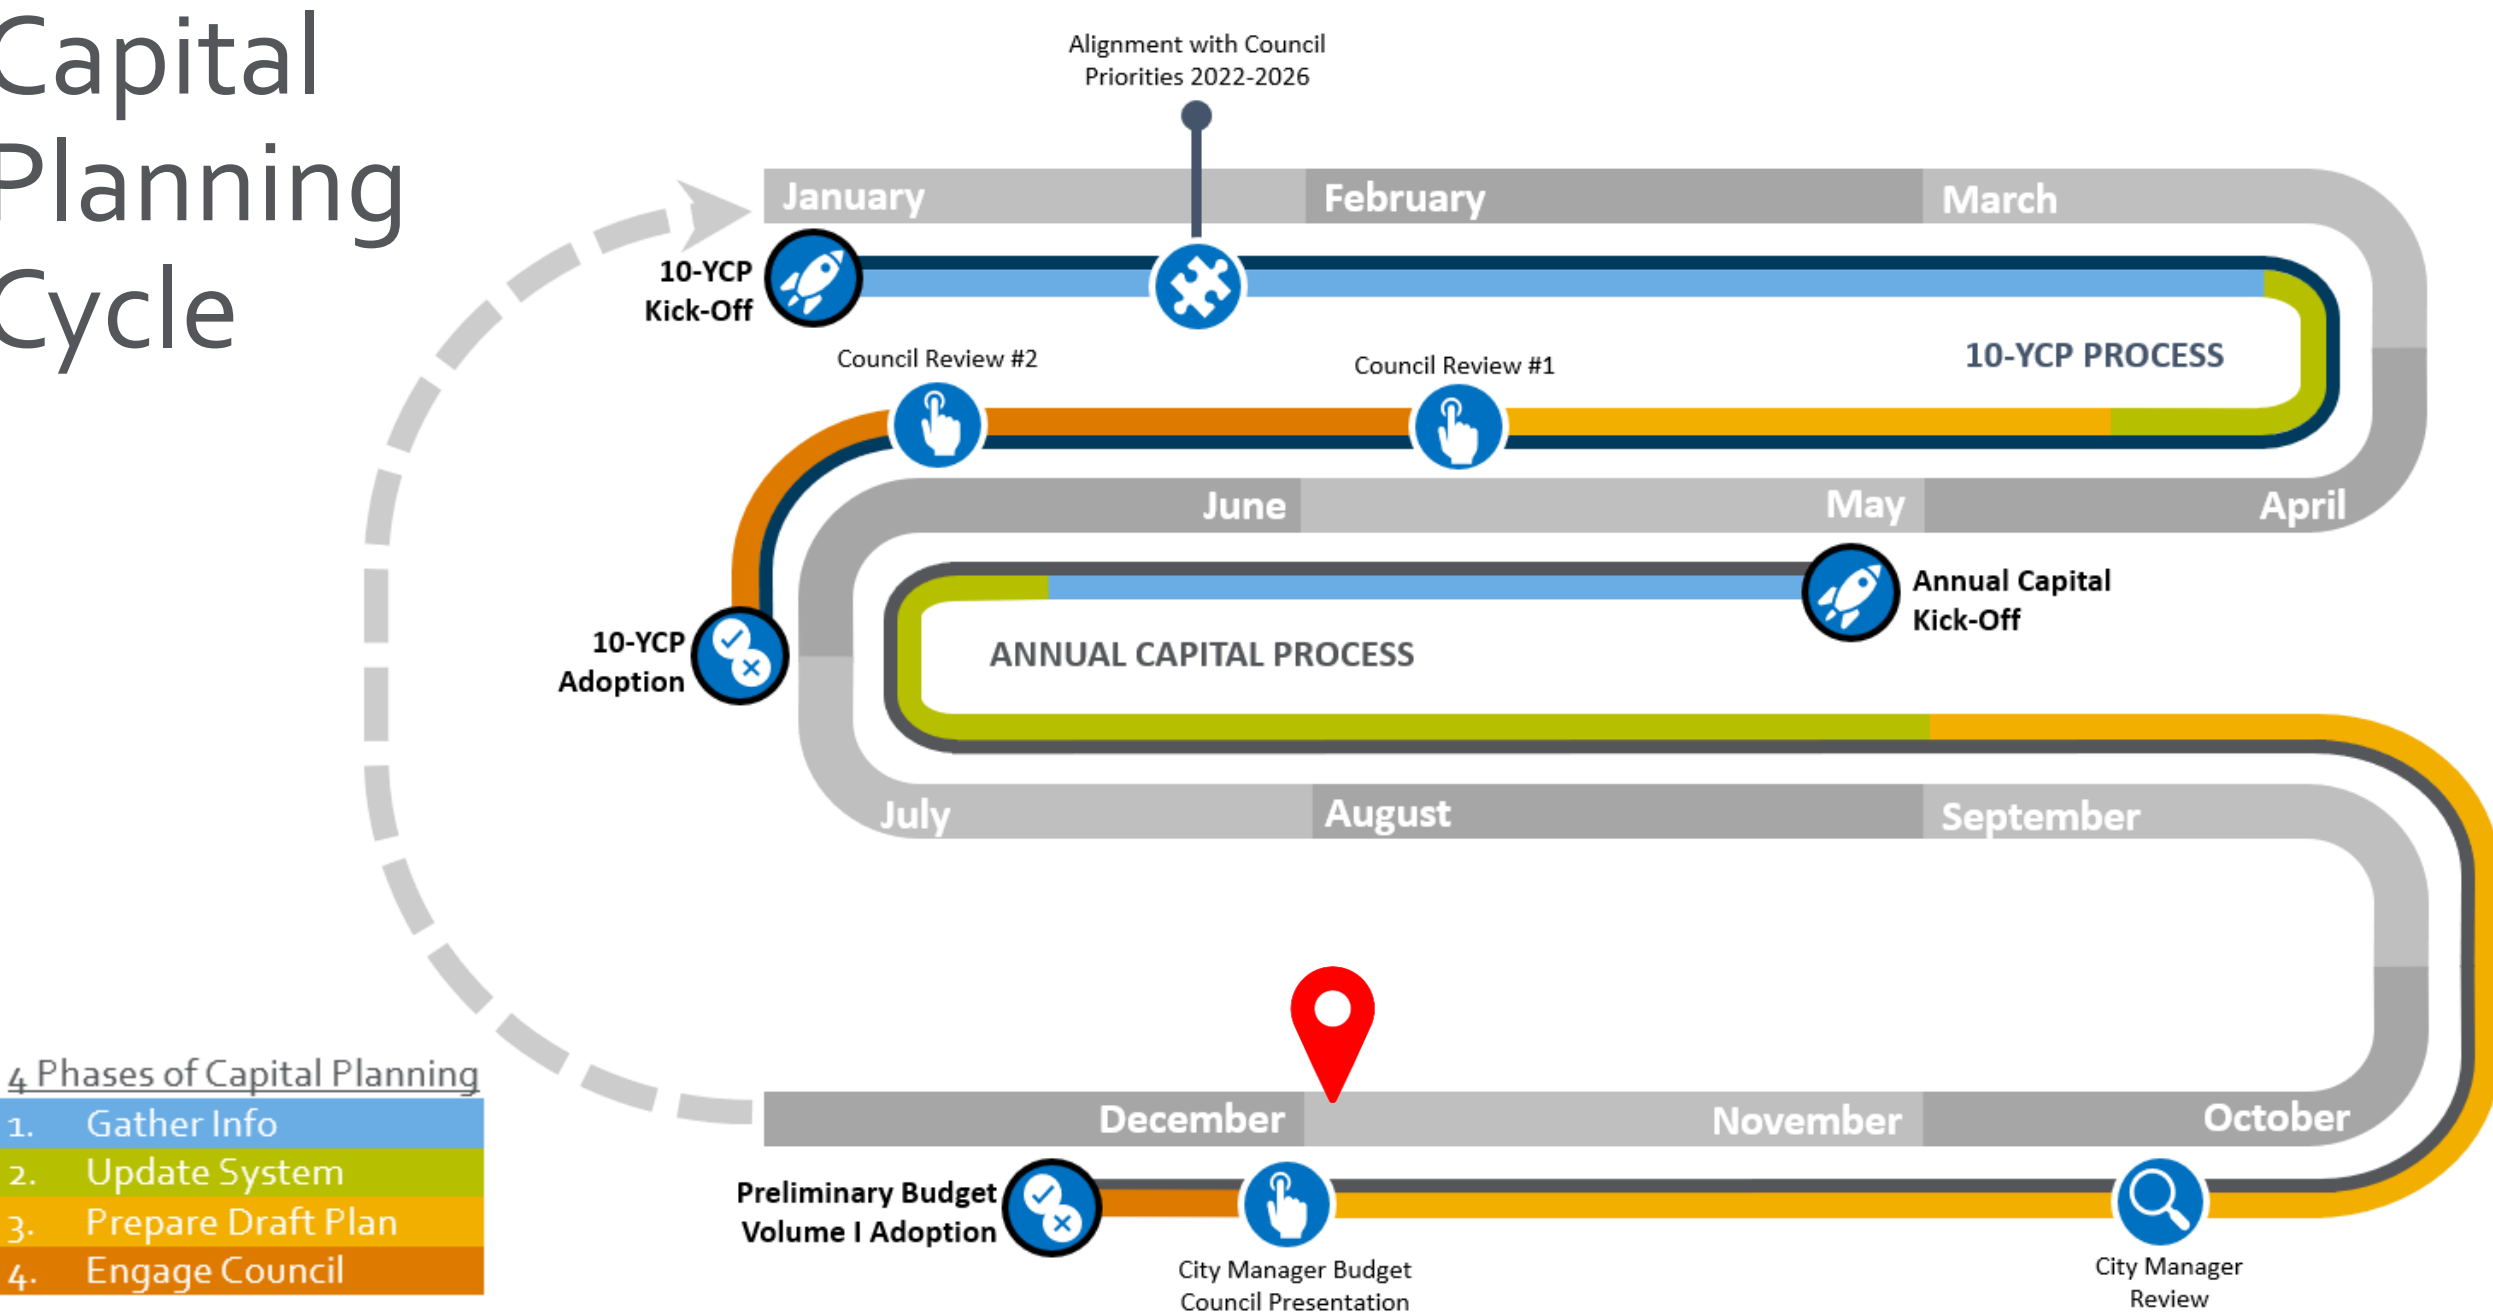 Capital
Planning
Cycle
Alignment with Council
Priorities 2022-2026
January
February
March
10-YCP
Kick-Off
10-YCP PROCESS
Council Review #2
Council Review #1
June
May
April
Annual Capital
Kick-Off
10-YCP
Adoption
ANNUAL CAPITAL PROCESS
July
August
September
December
November
October
Preliminary Budget
Volume I Adoption
City Manager Budget
Council Presentation
City Manager
Review
4 Phases of Capital Planning
1. Gather Info
2. Update System
3. Prepare Draft Plan
4. Engage Council